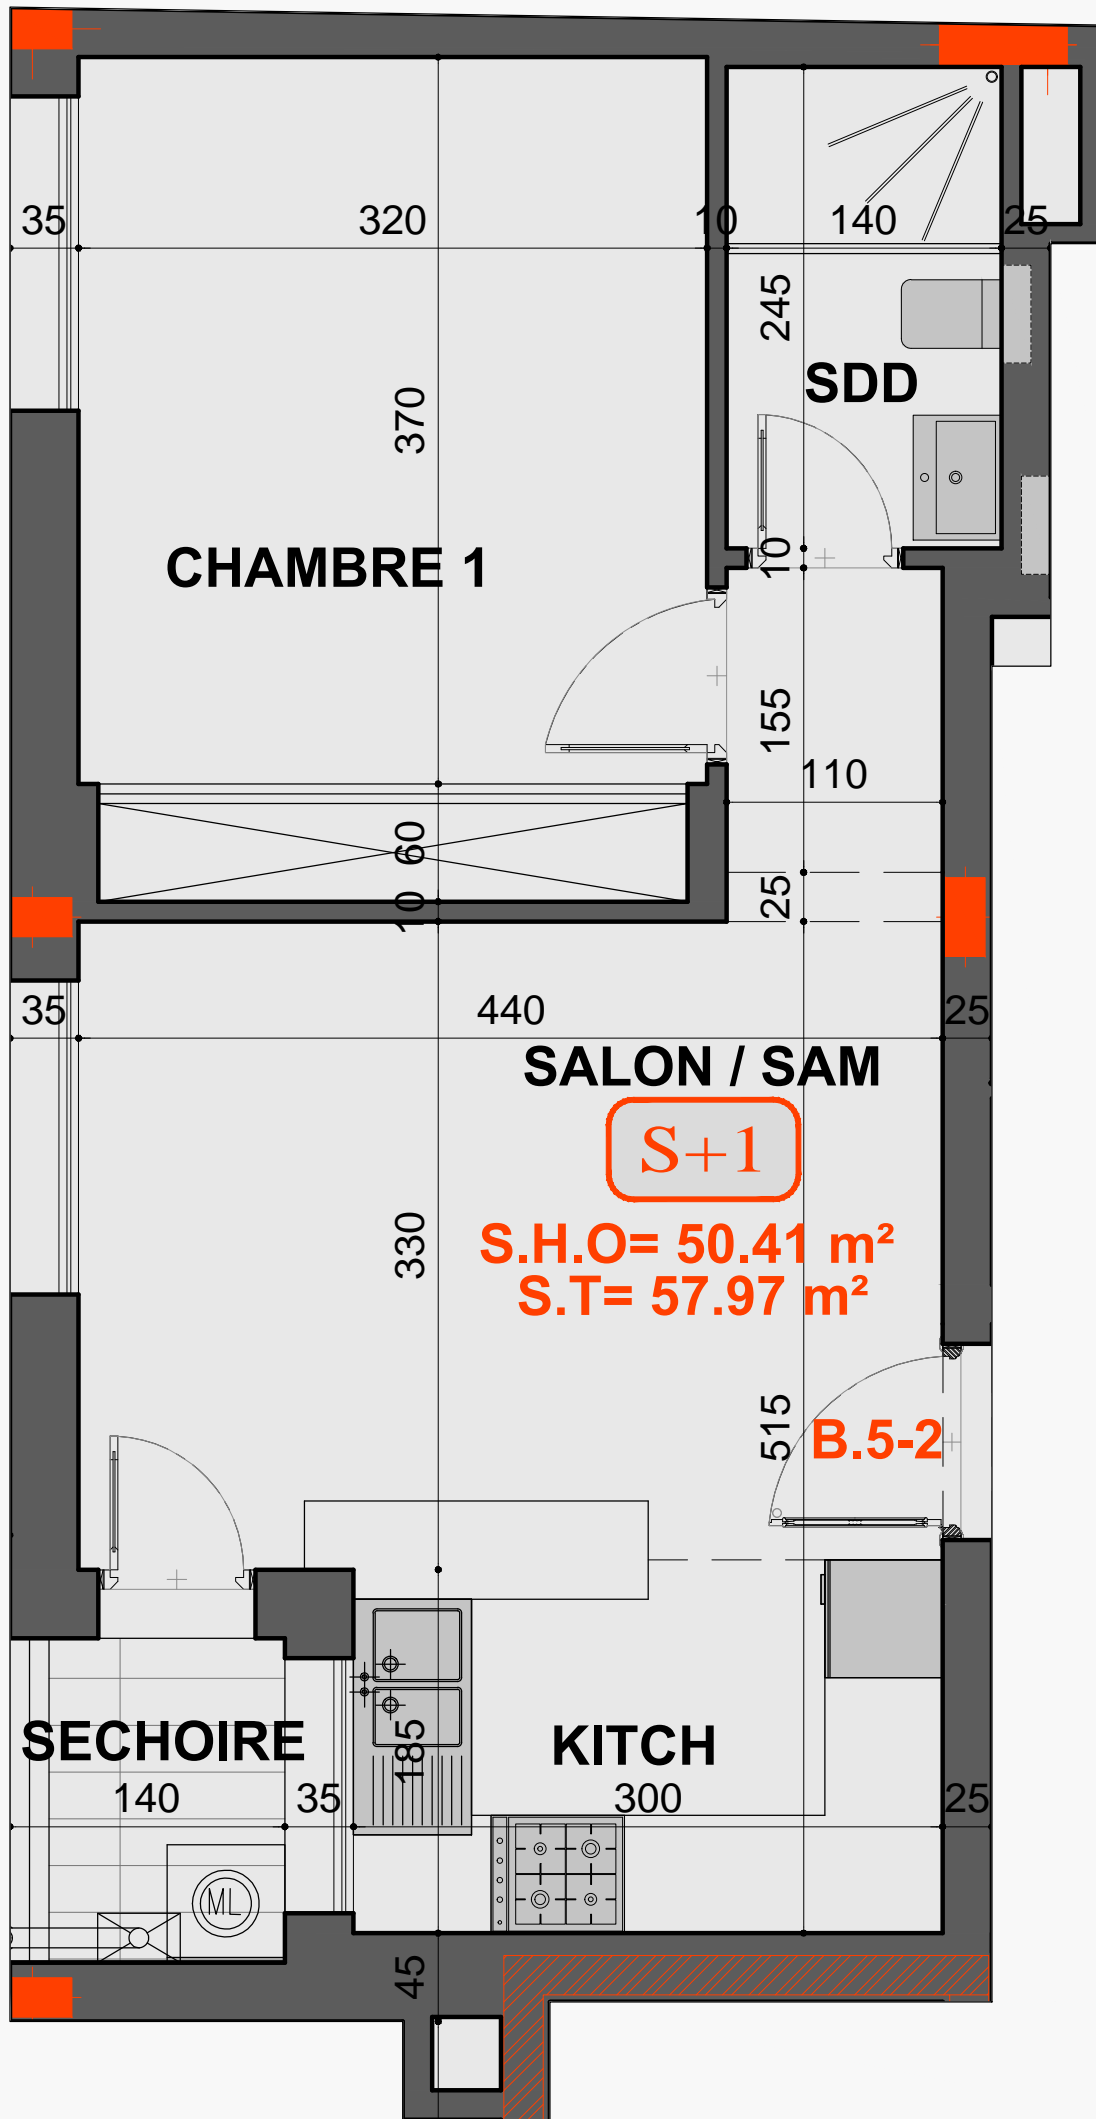 35 320 10 140 25
245
SDD
370
CHAMBRE 1
10
155
110
60
25
10
35 440 25
SALON / SAM
S+1
330
S.H.O= 50.41 m²
S.T= 57.97 m²
515
B.5-2
SECHOIRE
185
KITCH
140 35 300 25
ML
45